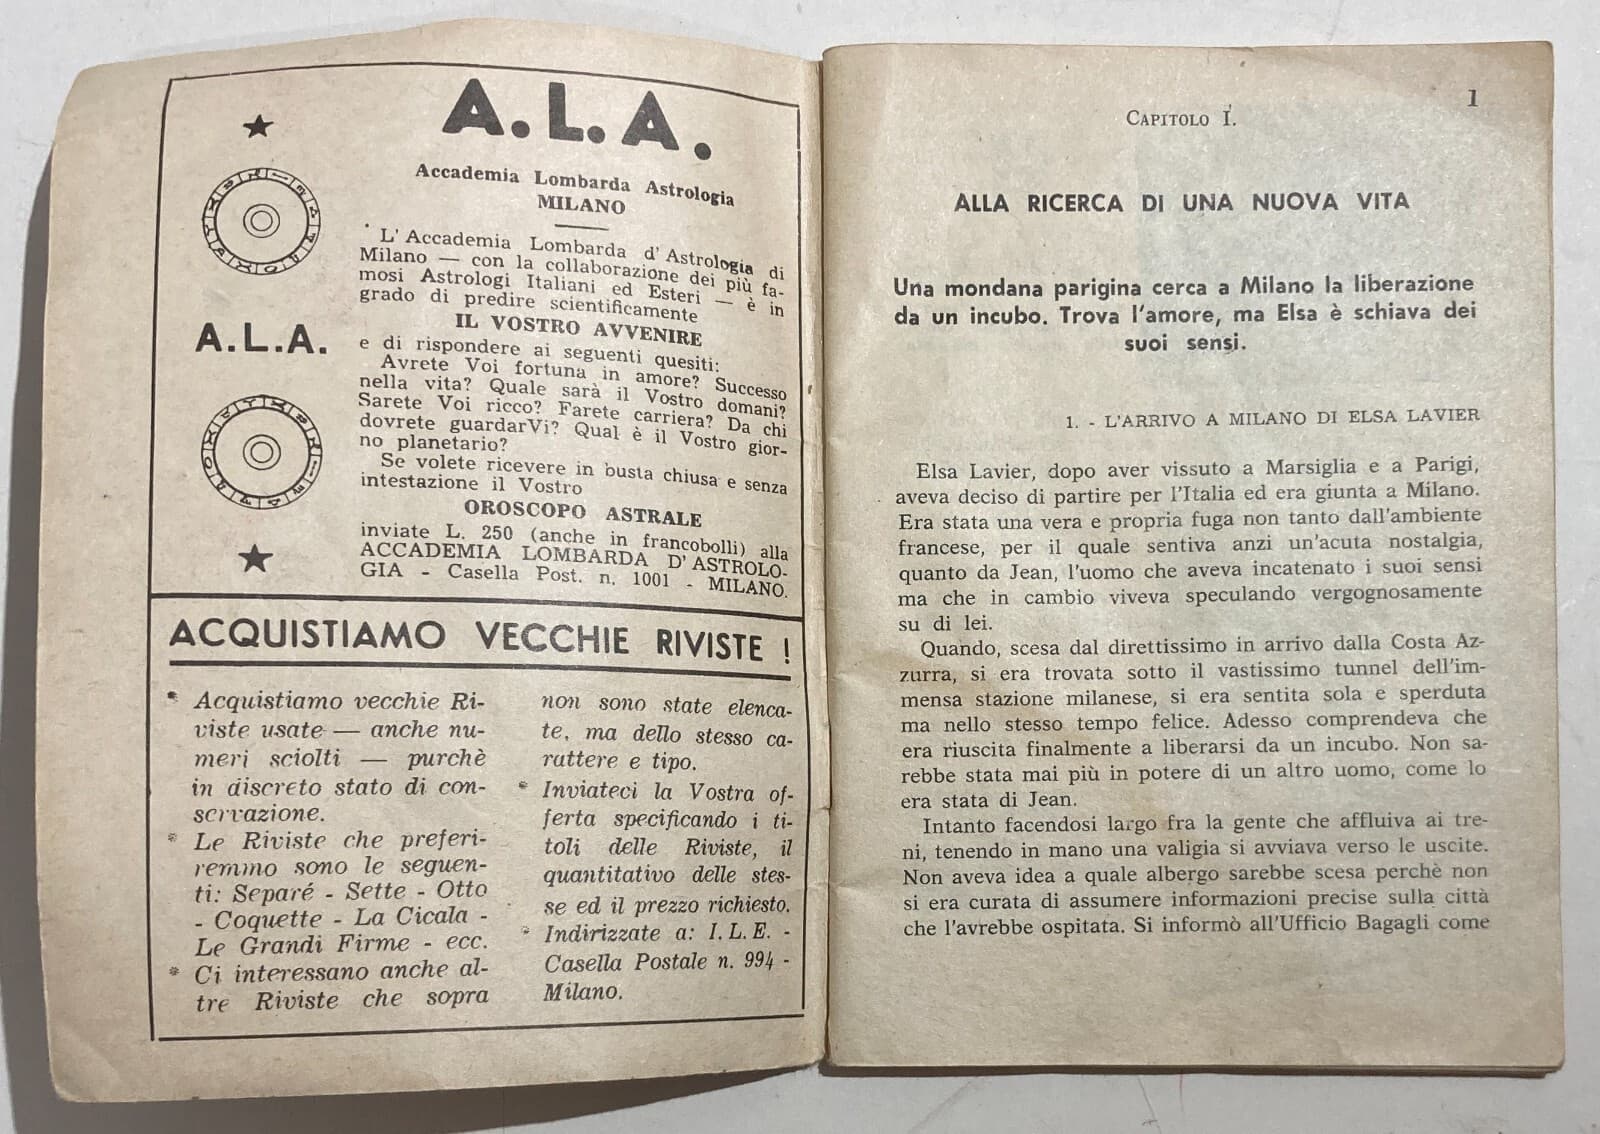 A.L.A.
Accademia Lombarda Astrologia
MILANO
L'Accademia Lombarda d'Astrologia di
Milano — con la collaborazione dei più fa-
mosi Astrologi Italiani ed Esteri — è in
grado di predire scientificamente
IL VOSTRO AVVENIRE
e di rispondere ai seguenti quesiti:
Avrete Voi fortuna in amore? Successo
nella vita? Quale sarà il Vostro domani?
Sarete Voi ricco? Farete carriera? Da chi
dovrete guardarVi? Qual è il Vostro gior-
no planetario?
Se volete ricevere in busta chiusa e senza
intestazione il Vostro
OROSCOPO ASTRALE
inviate L. 250 (anche in francobolli) alla
ACCADEMIA LOMBARDA D'ASTROLO-
GIA - Casella Post. n. 1001 - MILANO.
A.L.A.
ACQUISTIAMO VECCHIE RIVISTE !
* Acquistiamo vecchie Ri-
viste usate — anche nu-
meri sciolti — purchè
in discreto stato di con-
servazione.
* Le Riviste che preferi-
remmo sono le seguen-
ti: Separé - Sette - Otto
- Coquette - La Cicala -
Le Grandi Firme - ecc.
* Ci interessano anche al-
tre Riviste che sopra
non sono state elenca-
te, ma dello stesso ca-
rattere e tipo.
* Inviateci la Vostra of-
ferta specificando i ti-
toli delle Riviste, il
quantitativo delle stes-
se ed il prezzo richiesto.
* Indirizzate a: I.L.E. -
Casella Postale n. 994 -
Milano.
1
CAPITOLO I.
ALLA RICERCA DI UNA NUOVA VITA
Una mondana parigina cerca a Milano la liberazione
da un incubo. Trova l'amore, ma Elsa è schiava dei
suoi sensi.
1. - L'ARRIVO A MILANO DI ELSA LAVIER
Elsa Lavier, dopo aver vissuto a Marsiglia e a Parigi,
aveva deciso di partire per l'Italia ed era giunta a Milano.
Era stata una vera e propria fuga non tanto dall'ambiente
francese, per il quale sentiva anzi un'acuta nostalgia,
quanto da Jean, l'uomo che aveva incatenato i suoi sensi
ma che in cambio viveva speculando vergognosamente
su di lei.
Quando, scesa dal direttissimo in arrivo dalla Costa Az-
zurra, si era trovata sotto il vastissimo tunnel dell'im-
mensa stazione milanese, si era sentita sola e sperduta
ma nello stesso tempo felice. Adesso comprendeva che
era riuscita finalmente a liberarsi da un incubo. Non sa-
rebbe stata mai più in potere di un altro uomo, come lo
era stata di Jean.
Intanto facendosi largo fra la gente che affluiva ai tre-
ni, tenendo in mano una valigia si avviava verso le uscite.
Non aveva idea a quale albergo sarebbe scesa perchè non
si era curata di assumere informazioni precise sulla città
che l'avrebbe ospitata. Si informò all'Ufficio Bagagli come